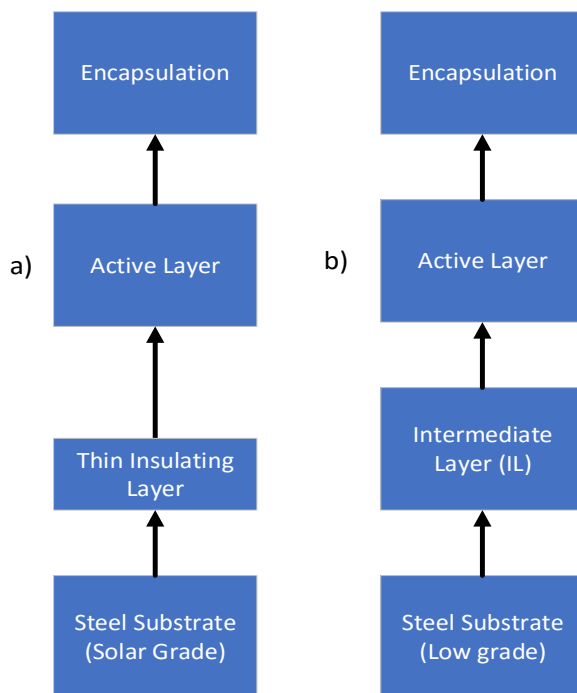 a)
Encapsulation
Active Layer
Thin Insulating
Layer
Steel Substrate
(Solar Grade)
b)
Encapsulation
Active Layer
Intermediate
Layer (IL)
Steel Substrate
(Low grade)